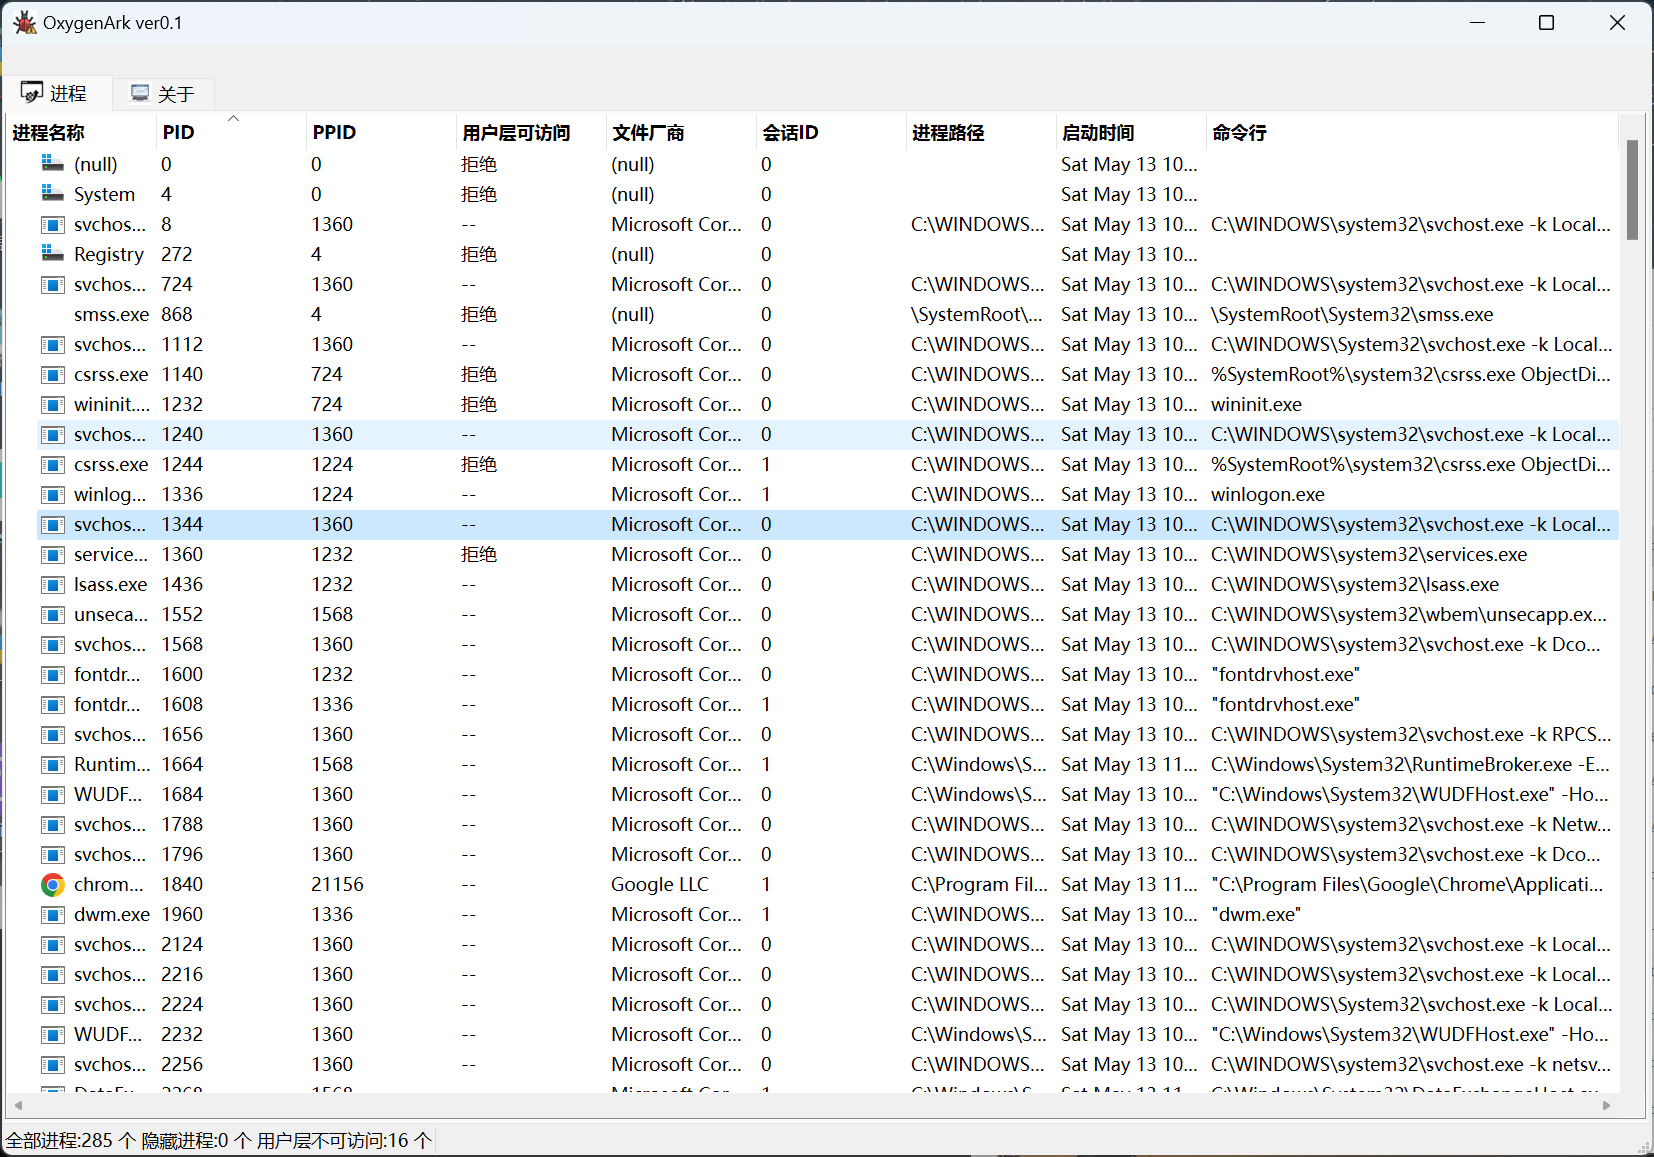 OxygenArk ver0.1
进程 关于
进程名称 PID PPID 用户层可访问 文件厂商 会话ID 进程路径 启动时间 命令行
(null) 0 0 拒绝 (null) 0 Sat May 13 10...
System 4 0 拒绝 (null) 0 Sat May 13 10...
svchos... 8 1360 -- Microsoft Cor... 0 C:\WINDOWS... Sat May 13 10... C:\WINDOWS\system32\svchost.exe -k Local...
Registry 272 4 拒绝 (null) 0 Sat May 13 10...
svchos... 724 1360 -- Microsoft Cor... 0 C:\WINDOWS... Sat May 13 10... C:\WINDOWS\system32\svchost.exe -k Local...
smss.exe 868 4 拒绝 (null) 0 \SystemRoot\... Sat May 13 10... \SystemRoot\System32\smss.exe
svchos... 1112 1360 -- Microsoft Cor... 0 C:\WINDOWS... Sat May 13 10... C:\WINDOWS\System32\svchost.exe -k Local...
csrss.exe 1140 724 拒绝 Microsoft Cor... 0 C:\WINDOWS... Sat May 13 10... %SystemRoot%\system32\csrss.exe ObjectDi...
wininit.... 1232 724 拒绝 Microsoft Cor... 0 C:\WINDOWS... Sat May 13 10... wininit.exe
svchos... 1240 1360 -- Microsoft Cor... 0 C:\WINDOWS... Sat May 13 10... C:\WINDOWS\system32\svchost.exe -k Local...
csrss.exe 1244 1224 拒绝 Microsoft Cor... 1 C:\WINDOWS... Sat May 13 10... %SystemRoot%\system32\csrss.exe ObjectDi...
winlog... 1336 1224 -- Microsoft Cor... 1 C:\WINDOWS... Sat May 13 10... winlogon.exe
svchos... 1344 1360 -- Microsoft Cor... 0 C:\WINDOWS... Sat May 13 10... C:\WINDOWS\system32\svchost.exe -k Local...
service... 1360 1232 拒绝 Microsoft Cor... 0 C:\WINDOWS... Sat May 13 10... C:\WINDOWS\system32\services.exe
lsass.exe 1436 1232 -- Microsoft Cor... 0 C:\WINDOWS... Sat May 13 10... C:\WINDOWS\system32\lsass.exe
unseca... 1552 1568 -- Microsoft Cor... 0 C:\WINDOWS... Sat May 13 10... C:\WINDOWS\system32\wbem\unsecapp.ex...
svchos... 1568 1360 -- Microsoft Cor... 0 C:\WINDOWS... Sat May 13 10... C:\WINDOWS\system32\svchost.exe -k Dco...
fontdr... 1600 1232 -- Microsoft Cor... 0 C:\WINDOWS... Sat May 13 10... "fontdrvhost.exe"
fontdr... 1608 1336 -- Microsoft Cor... 1 C:\WINDOWS... Sat May 13 10... "fontdrvhost.exe"
svchos... 1656 1360 -- Microsoft Cor... 0 C:\WINDOWS... Sat May 13 10... C:\WINDOWS\system32\svchost.exe -k RPCS...
Runtim... 1664 1568 -- Microsoft Cor... 1 C:\Windows\S... Sat May 13 11... C:\Windows\System32\RuntimeBroker.exe -E...
WUDF... 1684 1360 -- Microsoft Cor... 0 C:\Windows\S... Sat May 13 10... "C:\Windows\System32\WUDFHost.exe" -Ho...
svchos... 1788 1360 -- Microsoft Cor... 0 C:\WINDOWS... Sat May 13 10... C:\WINDOWS\system32\svchost.exe -k Netw...
svchos... 1796 1360 -- Microsoft Cor... 0 C:\WINDOWS... Sat May 13 10... C:\WINDOWS\system32\svchost.exe -k Dco...
chrom... 1840 21156 -- Google LLC 1 C:\Program Fil... Sat May 13 11... "C:\Program Files\Google\Chrome\Applicati...
dwm.exe 1960 1336 -- Microsoft Cor... 1 C:\WINDOWS... Sat May 13 10... "dwm.exe"
svchos... 2124 1360 -- Microsoft Cor... 0 C:\WINDOWS... Sat May 13 10... C:\WINDOWS\system32\svchost.exe -k Local...
svchos... 2216 1360 -- Microsoft Cor... 0 C:\WINDOWS... Sat May 13 10... C:\WINDOWS\system32\svchost.exe -k Local...
svchos... 2224 1360 -- Microsoft Cor... 0 C:\WINDOWS... Sat May 13 10... C:\WINDOWS\System32\svchost.exe -k Local...
WUDF... 2232 1360 -- Microsoft Cor... 0 C:\Windows\S... Sat May 13 10... "C:\Windows\System32\WUDFHost.exe" -Ho...
svchos... 2256 1360 -- Microsoft Cor... 0 C:\WINDOWS... Sat May 13 10... C:\WINDOWS\system32\svchost.exe -k netsv...
全部进程:285 个 隐藏进程:0 个 用户层不可访问:16 个